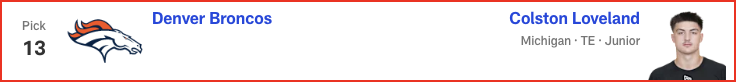 Pick
13
Denver Broncos
Colston Loveland
Michigan · TE · Junior